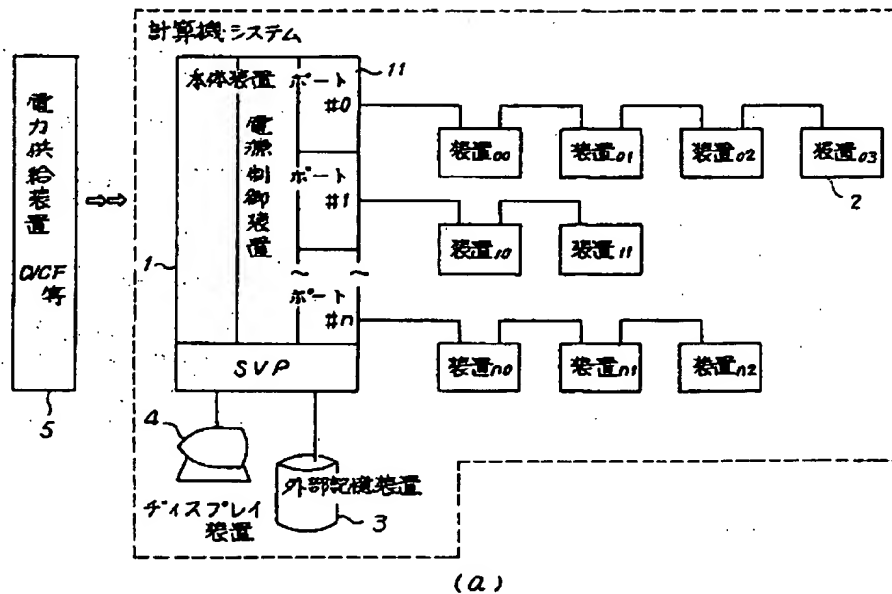 計算機システム
電力供給装置
CVCF等
5
1
本体装置
電源制御装置
ポート
#0
11
ポート
#1
ポート
#n
SVP
装置00
装置01
装置02
装置03
2
装置10
装置11
装置n0
装置n1
装置n2
4
ディスプレイ
装置
外部記憶装置
3
(a)